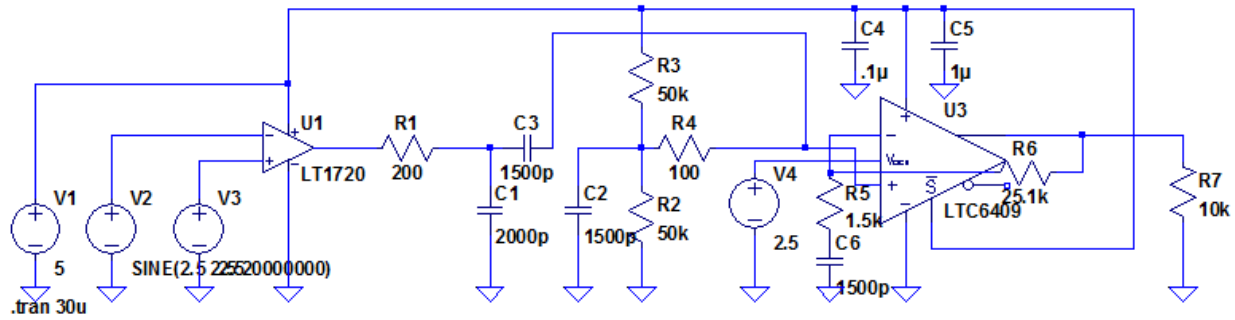 C4
.1µ
C5
1µ
R3
50k
U3
U1
R1
200
C3
1500p
R4
100
LT1720
R6
25.1k
V1
5
V2
V3
SINE(2.5
C1
2000p
C2
1500p
R2
50k
V4
2.5
R5
1.5k
S
LTC6409
C6
1500p
R7
10k
.tran 30u